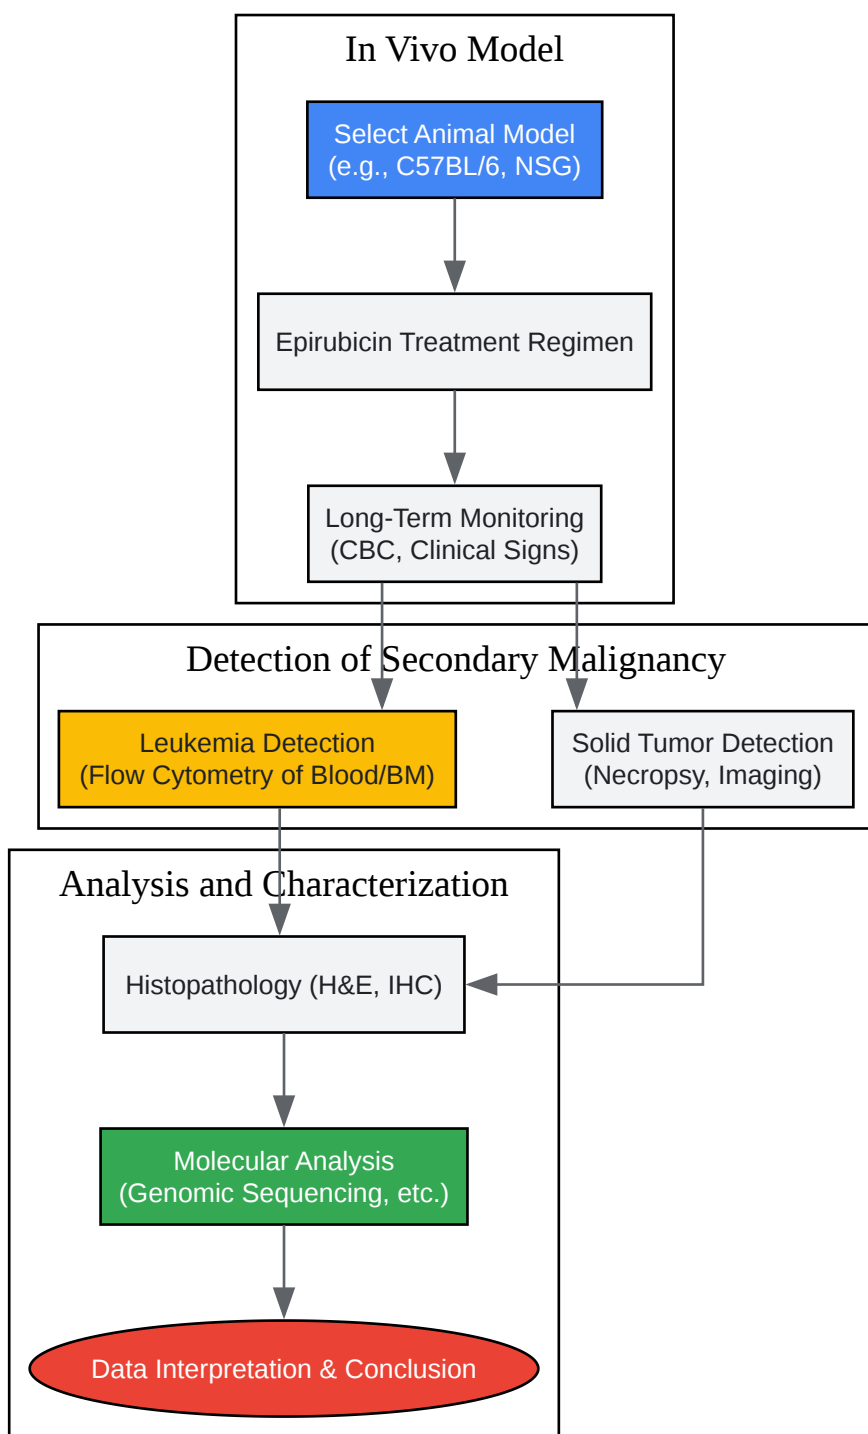 In Vivo Model
Select Animal Model
(e.g., C57BL/6, NSG)
Epirubicin Treatment Regimen
Long-Term Monitoring
(CBC, Clinical Signs)
Detection of Secondary Malignancy
Leukemia Detection
(Flow Cytometry of Blood/BM)
Solid Tumor Detection
(Necropsy, Imaging)
Analysis and Characterization
Histopathology (H&E, IHC)
Molecular Analysis
(Genomic Sequencing, etc.)
Data Interpretation & Conclusion